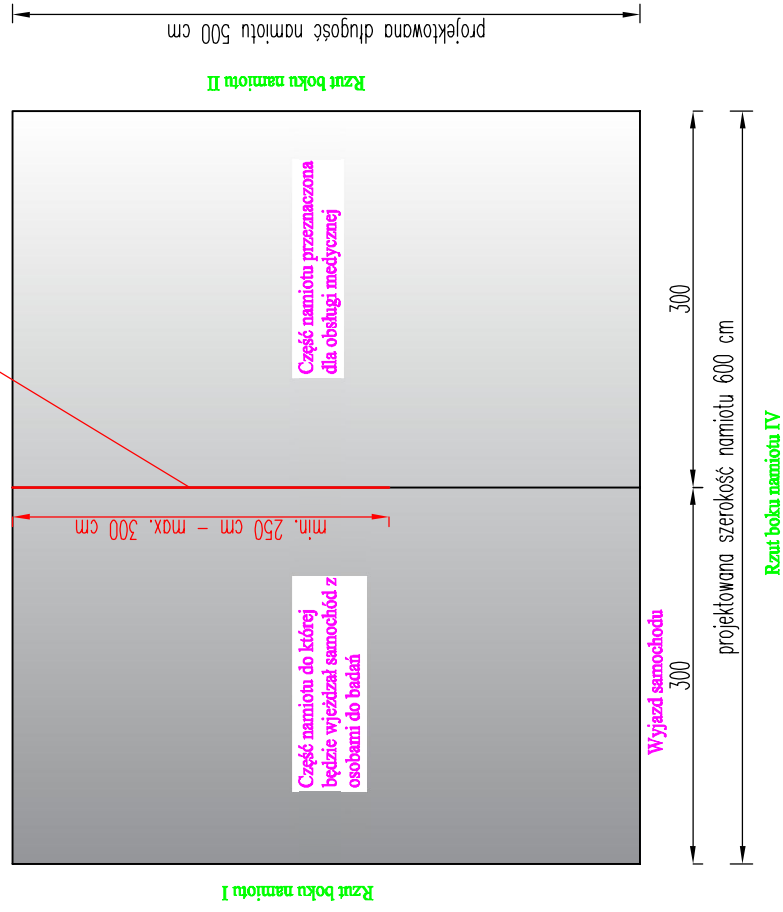 projektowana długość namiotu 500 cm
Rzut boku namiotu II
Część namiotu przeznaczona
dla obsługi medycznej
300
projektowana szerokość namiotu 600 cm
Rzut boku namiotu IV
min. 250 cm – max. 300 cm
Część namiotu do której
będzie wjeżdzał samochód z
osobami do badań
Wyjazd samochodu
300
Rzut boku namiotu I